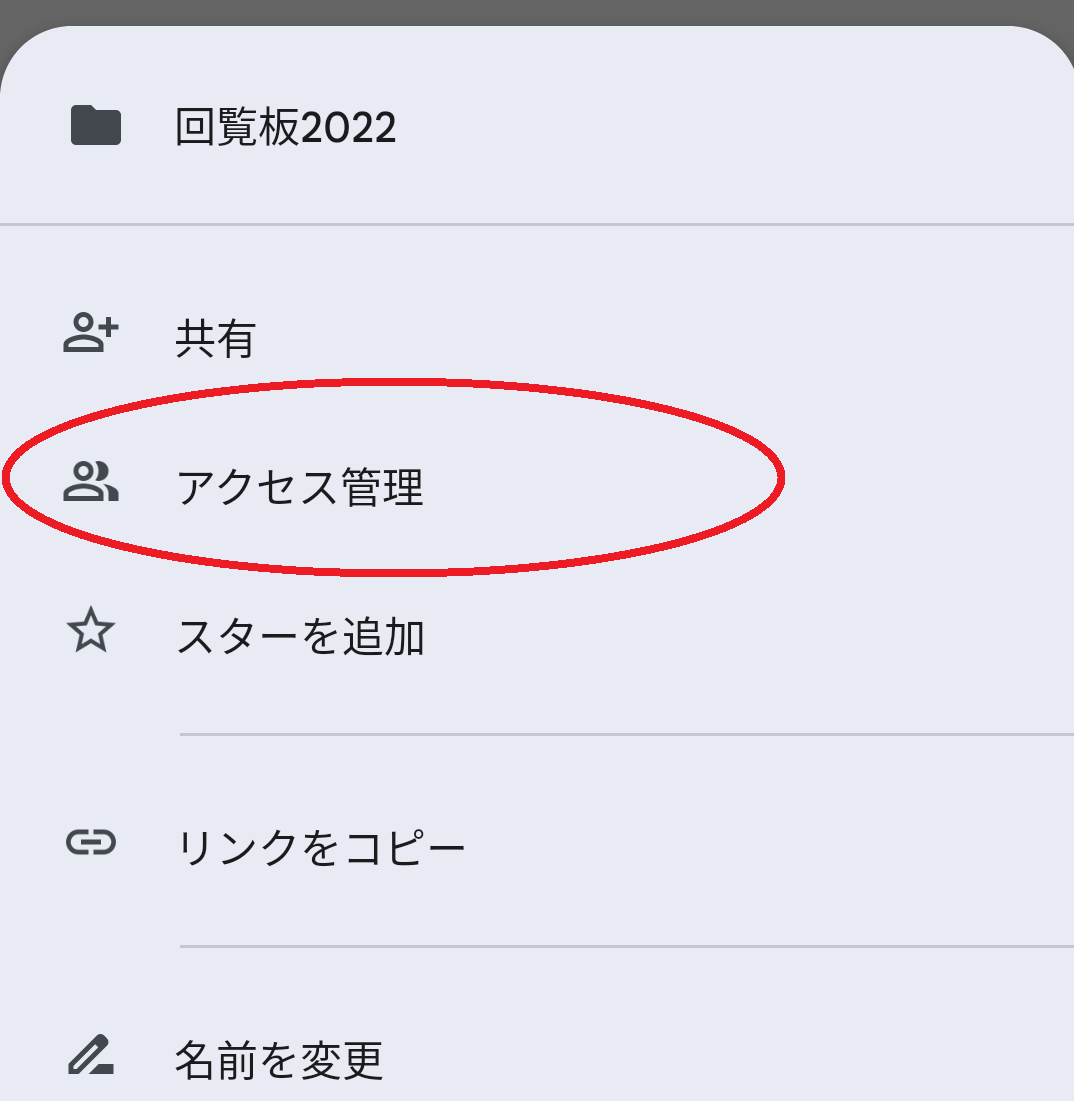 回覧板2022
共有
アクセス管理
スターを追加
リンクをコピー
名前を変更